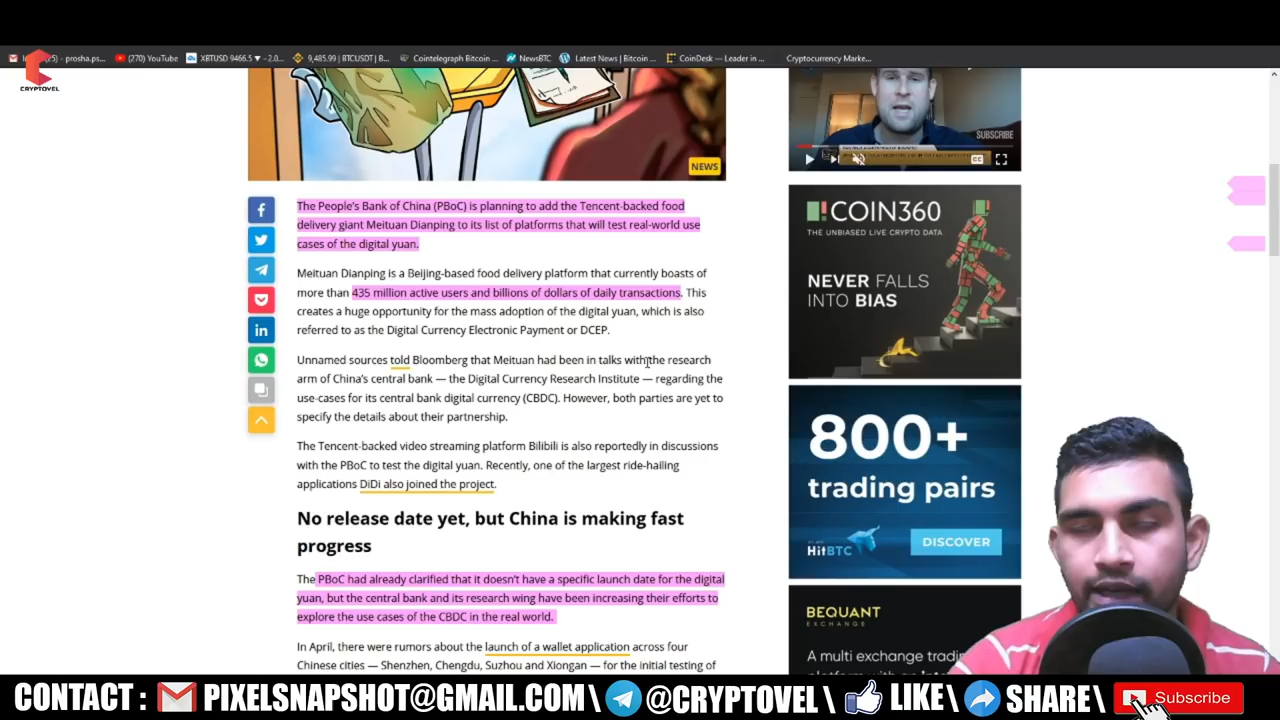 (25) - prosha.ps...
(270) YouTube
XBTUSD 9466.5 ▼ -2.0...
9,485.99 | BTCUSDT | B...
Cointelegraph Bitcoin ...
NewsBTC
Latest News | Bitcoin ...
CoinDesk — Leader in ...
Cryptocurrency Marke...
CRYPTOVEL
NEWS
The People's Bank of China (PBoC) is planning to add the Tencent-backed food
delivery giant Meituan Dianping to its list of platforms that will test real-world use
cases of the digital yuan.
Meituan Dianping is a Beijing-based food delivery platform that currently boasts of
more than 435 million active users and billions of dollars of daily transactions. This
creates a huge opportunity for the mass adoption of the digital yuan, which is also
referred to as the Digital Currency Electronic Payment or DCEP.
Unnamed sources told Bloomberg that Meituan had been in talks with the research
arm of China's central bank — the Digital Currency Research Institute — regarding the
use-cases for its central bank digital currency (CBDC). However, both parties are yet to
specify the details about their partnership.
The Tencent-backed video streaming platform Bilibili is also reportedly in discussions
with the PBoC to test the digital yuan. Recently, one of the largest ride-hailing
applications DiDi also joined the project.
No release date yet, but China is making fast
progress
The PBoC had already clarified that it doesn't have a specific launch date for the digital
yuan, but the central bank and its research wing have been increasing their efforts to
explore the use cases of the CBDC in the real world.
In April, there were rumors about the launch of a wallet application across four
Chinese cities — Shenzhen, Chengdu, Suzhou and Xiongan — for the initial testing of
SUBSCRIBE
CC
COIN360
THE UNBIASED LIVE CRYPTO DATA
NEVER FALLS
INTO BIAS
800+
trading pairs
HitBTC
DISCOVER
BEQUANT
EXCHANGE
A multi exchange trading
CONTACT : PIXELSNAPSHOT@GMAIL.COM \ @CRYPTOVEL \ LIKE \ SHARE \ Subscribe